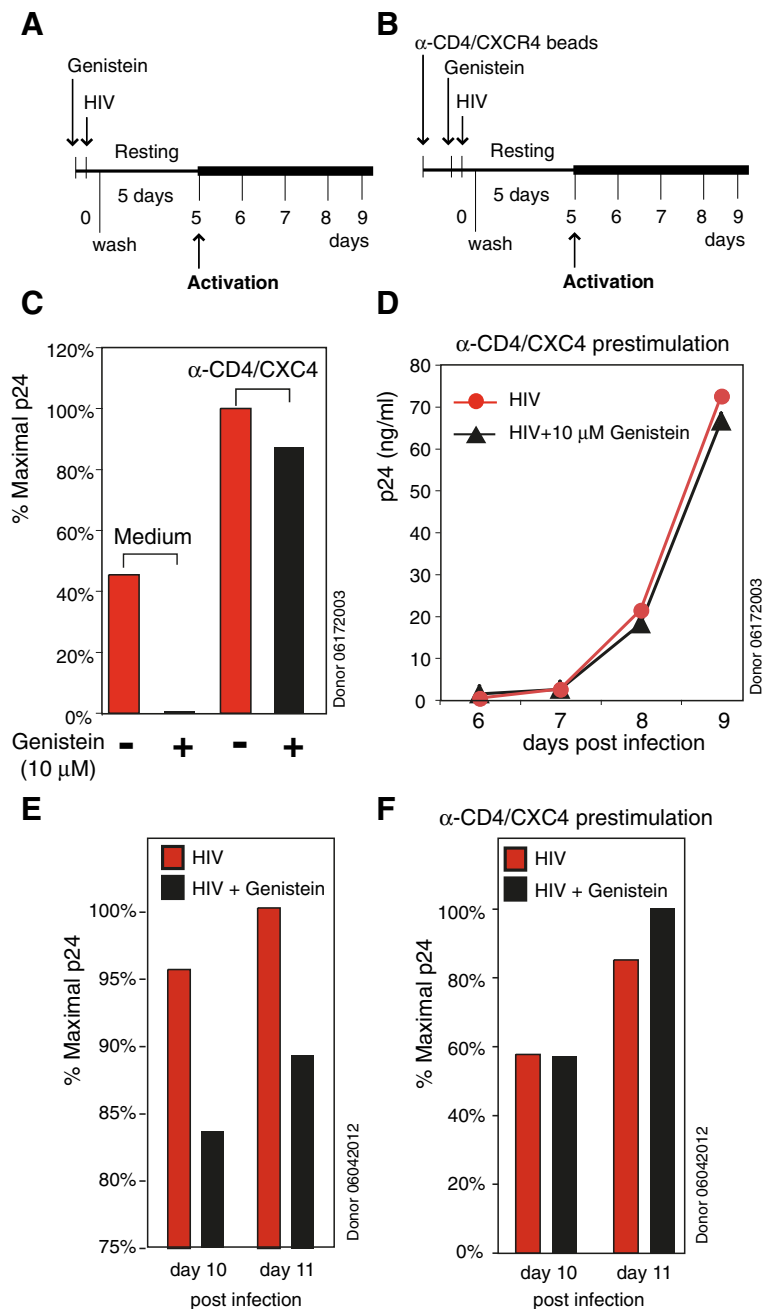 A
Genistein
HIV
Resting
5 days
0 5 6 7 8 9
wash
days
Activation
B
α-CD4/CXCR4 beads
Genistein
HIV
Resting
5 days
0 5 6 7 8 9
wash
days
Activation
C
% Maximal p24
120%
100%
80%
60%
40%
20%
0%
α-CD4/CXC4
Medium
Genistein
(10 μM)
- + - +
Donor 06172003
D
α-CD4/CXC4 prestimulation
p24 (ng/ml)
80
70
60
50
40
30
20
10
0
HIV
HIV+10 μM Genistein
6 7 8 9
days post infection
Donor 06172003
E
% Maximal p24
HIV
HIV + Genistein
100%
95%
90%
85%
80%
75%
day 10 day 11
post infection
Donor 06042012
F
α-CD4/CXC4 prestimulation
% Maximal p24
HIV
HIV + Genistein
100%
80%
60%
40%
20%
0%
day 10 day 11
post infection
Donor 06042012